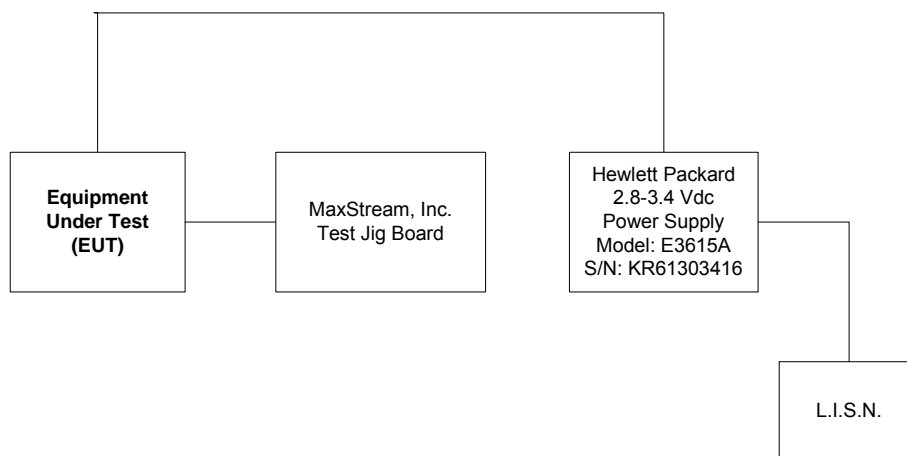 Equipment
Under Test
(EUT)
MaxStream, Inc.
Test Jig Board
Hewlett Packard
2.8-3.4 Vdc
Power Supply
Model: E3615A
S/N: KR61303416
L.I.S.N.